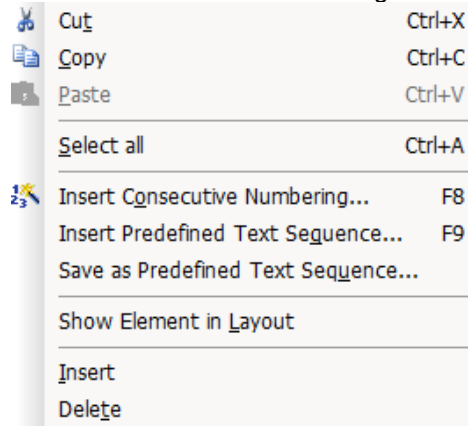 Cut Ctrl+X
Copy Ctrl+C
Paste Ctrl+V
Select all Ctrl+A
Insert Consecutive Numbering... F8
Insert Predefined Text Sequence... F9
Save as Predefined Text Sequence...
Show Element in Layout
Insert
Delete